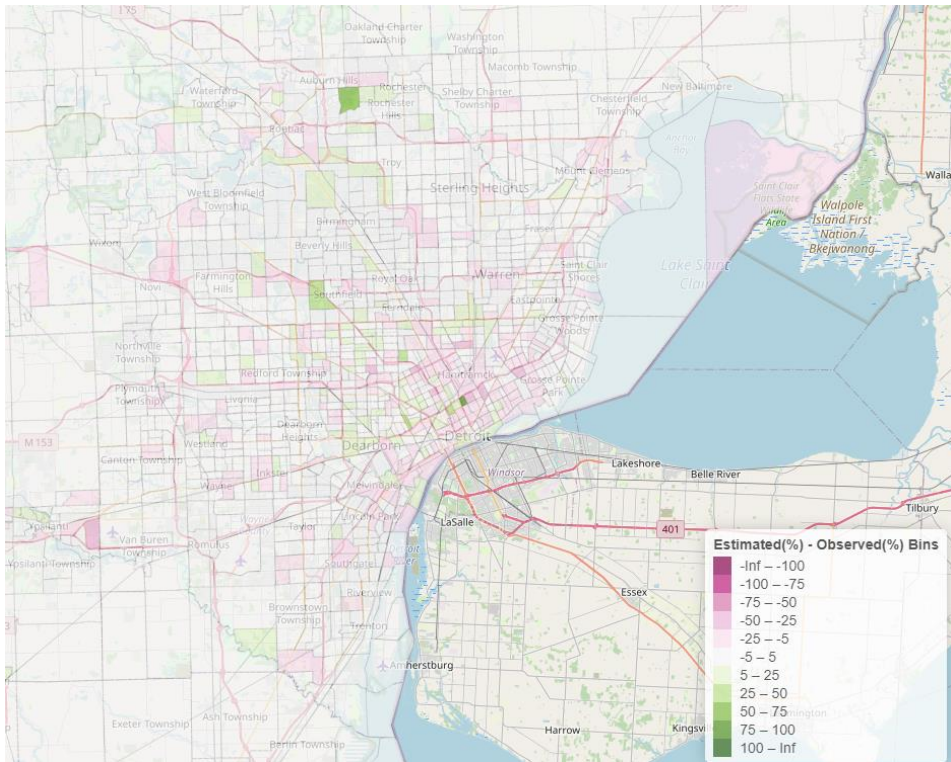 I 75
Oakland Charter
Township
Washington
Township
Macomb Township
Auburn Hills
Rochester
Waterford
Township
Rochester
Hills
Shelby Charter
Township
Chesterfield
Township
New Baltimore
Pontiac
Anchor
Bay
Troy
Mount Clemens
Sterling Heights
West Bloomfield
Township
Saint Clair
Flats State
Wildlife
Area
Walpole
Island First
Nation /
Bkejwanong
Birmingham
Beverly Hills
Fraser
Wixom
Novi
Farmington
Hills
Royal Oak
Warren
Saint Clair
Shores
Lake Saint
Clair
Southfield
Ferndale
Eastpointe
Grosse Pointe
Woods
Northville
Township
Hamtramck
Redford Township
Grosse Pointe
Park
Plymouth
Township
Livonia
Dearborn
Heights
Dearborn
Detroit
M 153
Westland
Canton Township
Inkster
Wayne
Melvindale
Windsor
Lakeshore
Belle River
Ypsilanti
Lincoln Park
LaSalle
401
Tilbury
Van Buren
Township
Romulus
Taylor
Ypsilanti Township
Southgate
Riverview
Essex
Brownstown
Township
Trenton
Amherstburg
Exeter Township
Ash Township
Berlin Township
Harrow
Estimated(%) - Observed(%) Bins
-Inf – -100
-100 – -75
-75 – -50
-50 – -25
-25 – -5
-5 – 5
5 – 25
25 – 50
50 – 75
75 – 100
100 – Inf